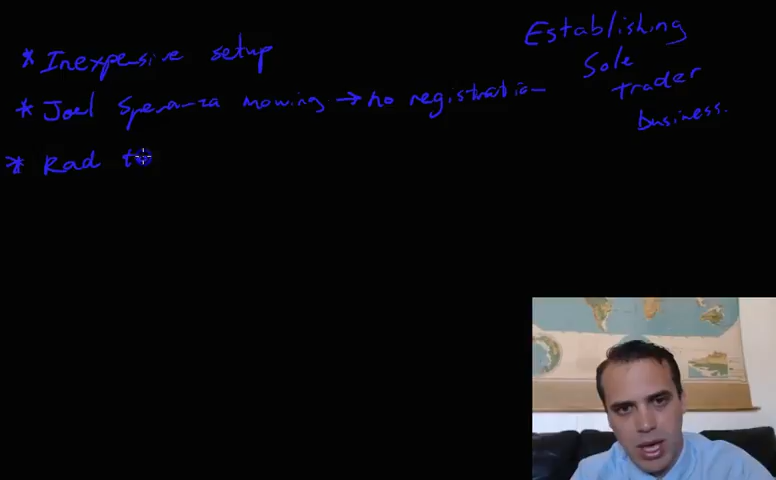 Establishing
Sole
trader
business.
* Inexpensive setup
* Joel Speranza mowing → no registration
* Rad t